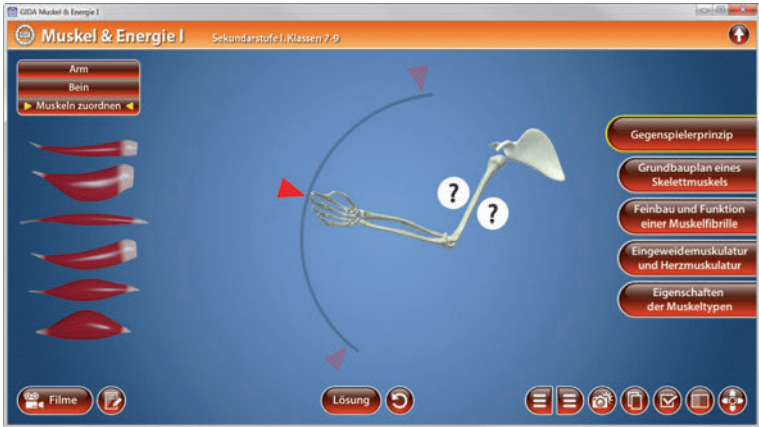 GIDA Muskel & Energie I
GIDA
Muskel & Energie I
Sekundarstufe I, Klassen 7-9
Arm
Bein
Muskeln zuordnen
?
?
Gegenspielerprinzip
Grundbauplan eines
Skelettmuskels
Feinbau und Funktion
einer Muskelfibrille
Eingeweidemuskulatur
und Herzmuskulatur
Eigenschaften
der Muskeltypen
Filme
Lösung